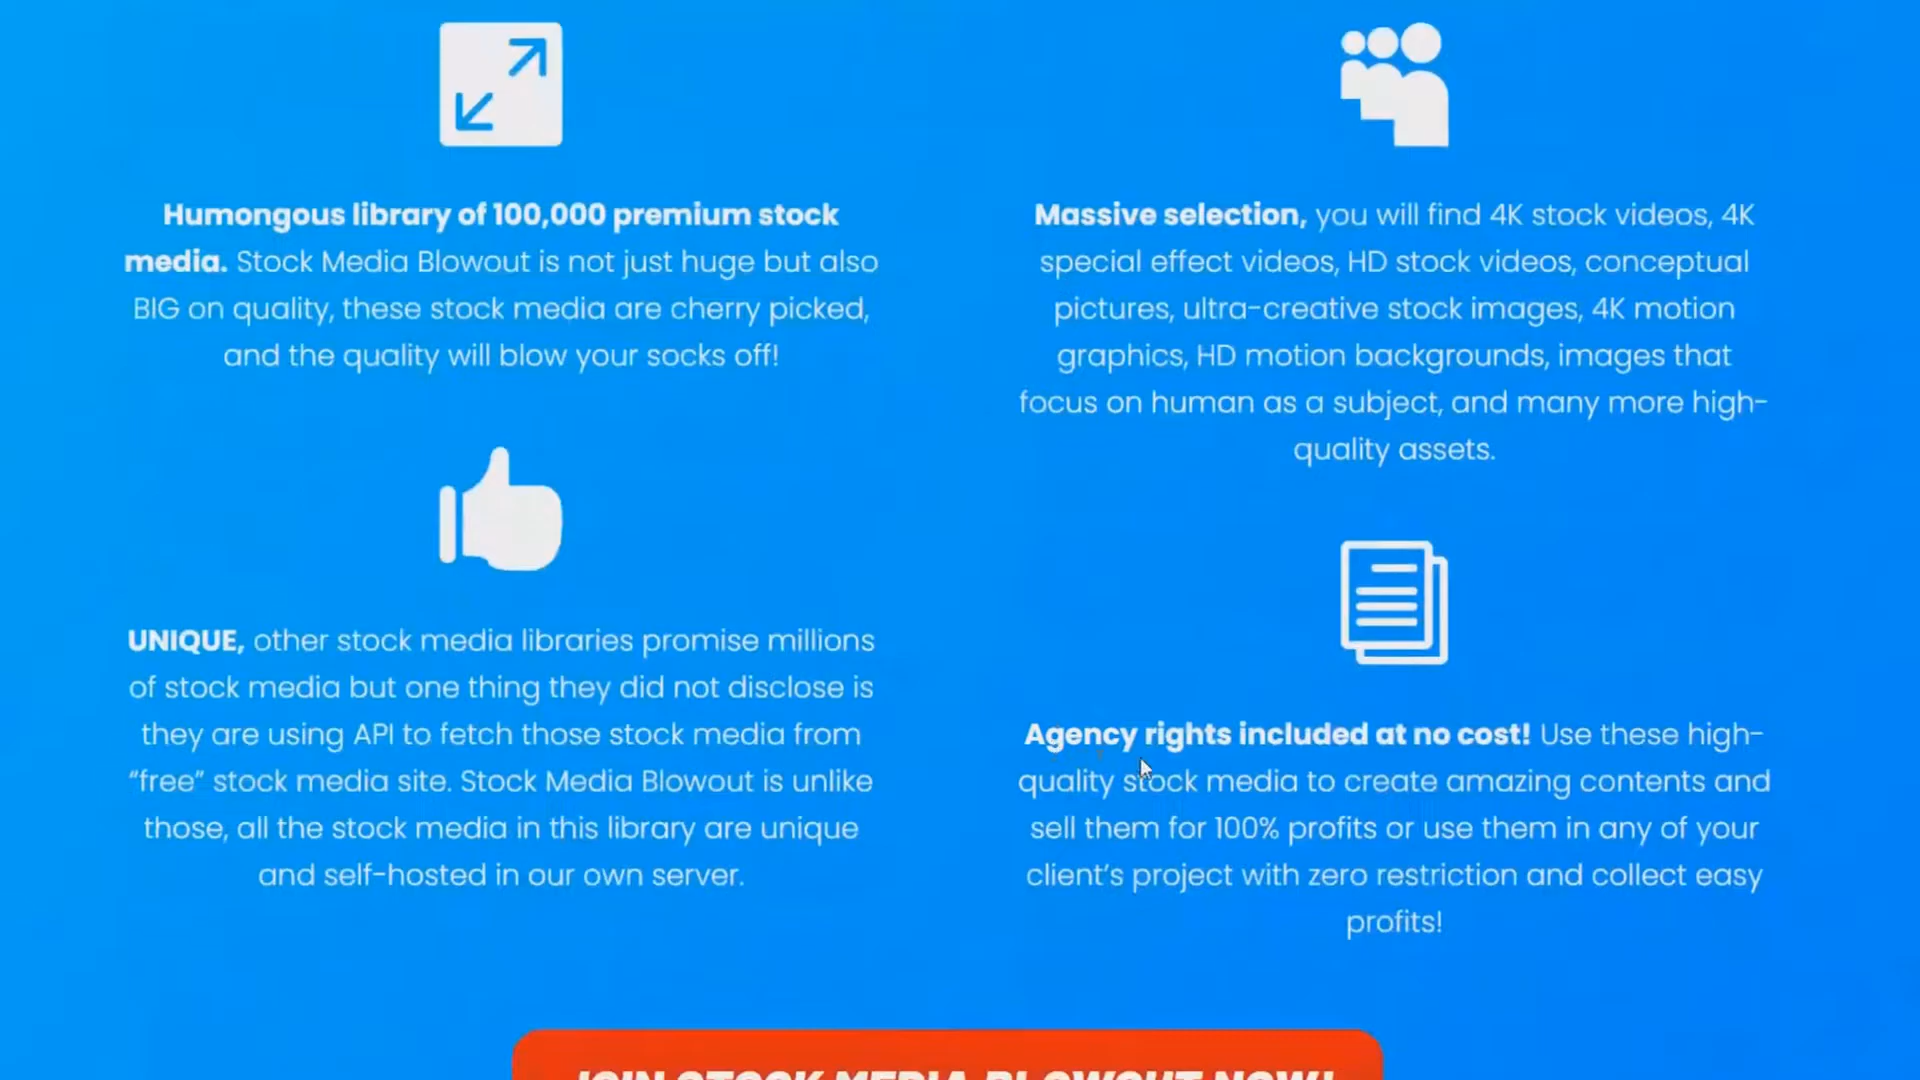 Humongous library of 100,000 premium stock
media. Stock Media Blowout is not just huge but also
BIG on quality, these stock media are cherry picked,
and the quality will blow your socks off!
Massive selection, you will find 4K stock videos, 4K
special effect videos, HD stock videos, conceptual
pictures, ultra-creative stock images, 4K motion
graphics, HD motion backgrounds, images that
focus on human as a subject, and many more high-
quality assets.
UNIQUE, other stock media libraries promise millions
of stock media but one thing they did not disclose is
they are using API to fetch those stock media from
“free” stock media site. Stock Media Blowout is unlike
those, all the stock media in this library are unique
and self-hosted in our own server.
Agency rights included at no cost! Use these high-
quality stock media to create amazing contents and
sell them for 100% profits or use them in any of your
client’s project with zero restriction and collect easy
profits!
JOIN STOCK MEDIA BLOWOUT NOW!